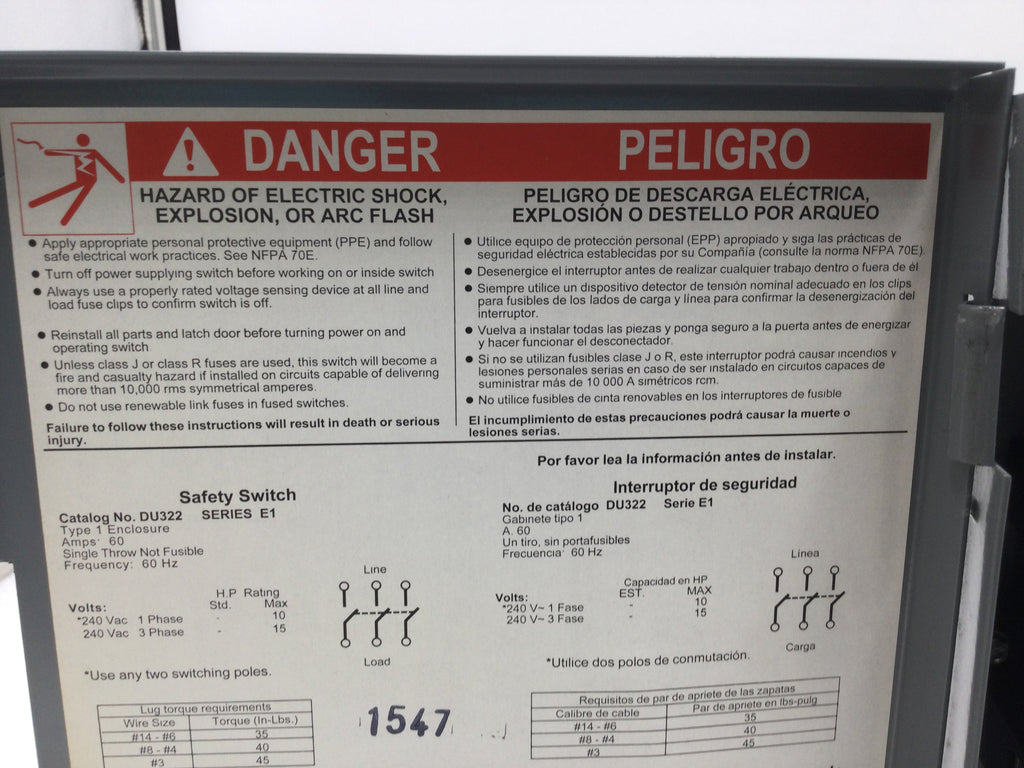 DANGER
HAZARD OF ELECTRIC SHOCK,
EXPLOSION, OR ARC FLASH
● Apply appropriate personal protective equipment (PPE) and follow
safe electrical work practices. See NFPA 70E.
● Turn off power supplying switch before working on or inside switch
● Always use a properly rated voltage sensing device at all line and
load fuse clips to confirm switch is off.
● Reinstall all parts and latch door before turning power on and
operating switch
● Unless class J or class R fuses are used, this switch will become a
fire and casualty hazard if installed on circuits capable of delivering
more than 10,000 rms symmetrical amperes.
● Do not use renewable link fuses in fused switches.
Failure to follow these instructions will result in death or serious
injury.
PELIGRO
PELIGRO DE DESCARGA ELÉCTRICA,
EXPLOSIÓN O DESTELLO POR ARQUEO
● Utilice equipo de protección personal (EPP) apropiado y siga las prácticas de
seguridad eléctrica establecidas por su Compañía (consulte la norma NFPA 70E).
● Desenergice el interruptor antes de realizar cualquier trabajo dentro o fuera de él
● Siempre utilice un dispositivo detector de tensión nominal adecuado en los clips
para fusibles de los lados de carga y línea para confirmar la desenergización del
interruptor.
● Vuelva a instalar todas las piezas y ponga seguro a la puerta antes de energizar
y hacer funcionar el desconectador.
● Si no se utilizan fusibles clase J o R, este interruptor podrá causar incendios y
lesiones personales serias en caso de ser instalado en circuitos capaces de
suministrar más de 10 000 A simétricos rcm.
● No utilice fusibles de cinta renovables en los interruptores de fusible
El incumplimiento de estas precauciones podrá causar la muerte o
lesiones serias.
Por favor lea la información antes de instalar.
Safety Switch
Catalog No. DU322 SERIES E1
Type 1 Enclosure
Amps: 60
Single Throw Not Fusible
Frequency: 60 Hz
H.P Rating
Volts: Std. Max
*240 Vac 1 Phase - 10
240 Vac 3 Phase - 15
Line
Load
*Use any two switching poles.
Lug torque requirements
Wire Size Torque (In-Lbs.)
#14 - #6 35
#8 - #4 40
#3 45
1547
Interruptor de seguridad
No. de catálogo DU322 Serie E1
Gabinete tipo 1
A. 60
Un tiro, sin portafusibles
Frecuencia: 60 Hz
Capacidad en HP
Volts: EST. MAX
*240 V~ 1 Fase - 10
240 V~ 3 Fase - 15
Línea
Carga
*Utilice dos polos de conmutación.
Requisitos de par de apriete de las zapatas
Calibre de cable Par de apriete en lbs-pulg
#14 - #6 35
#8 - #4 40
#3 45